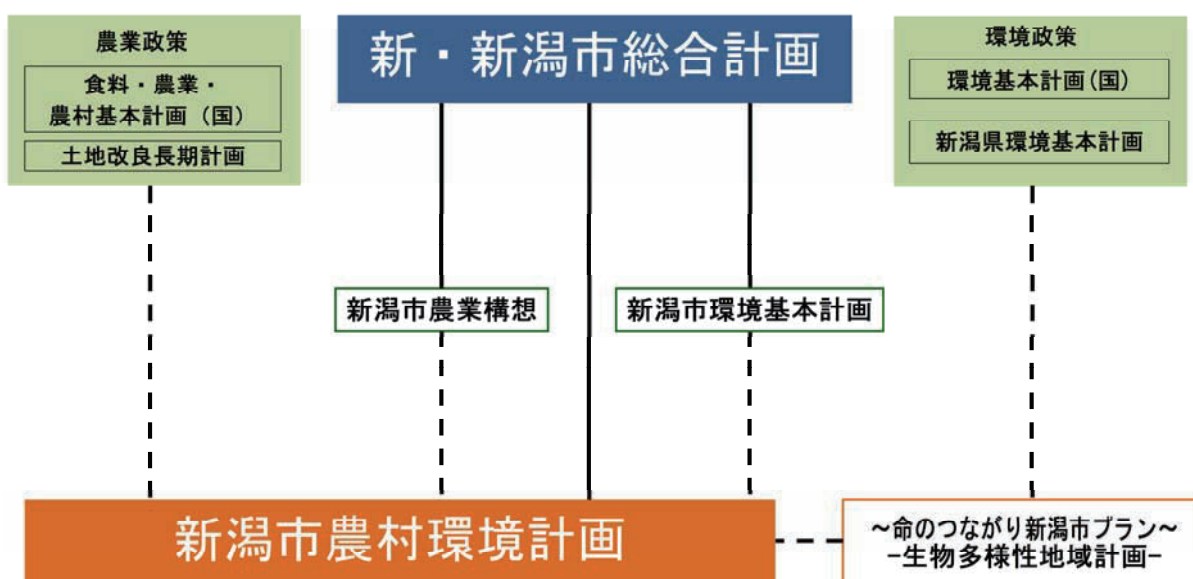 農業政策
食料・農業・
農村基本計画（国）
土地改良長期計画
新・新潟市総合計画
環境政策
環境基本計画(国)
新潟県環境基本計画
新潟市農業構想
新潟市環境基本計画
新潟市農村環境計画
～命のつながり新潟市プラン～
-生物多様性地域計画-